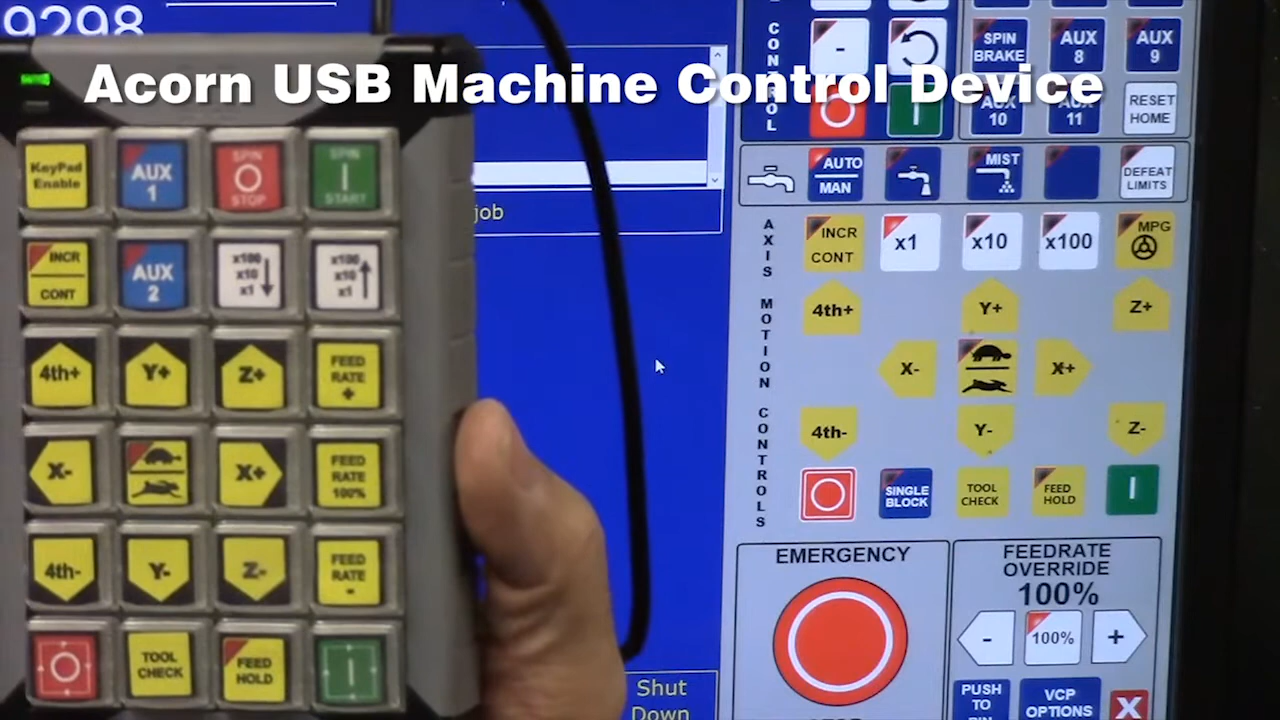 9298
Acorn USB Machine Control Device
KeyPad
Enable
AUX
1
SPIN
STOP
SPIN
START
INCR
CONT
AUX
2
x100
x10
x1
x100
x10
x1
4th+
Y+
Z+
FEED
RATE
+
X-
X+
FEED
RATE
100%
4th-
Y-
Z-
FEED
RATE
-
TOOL
CHECK
FEED
HOLD
job
Shut
Down
CONTROL
-
SPIN
BRAKE
AUX
8
AUX
9
AUX
10
AUX
11
RESET
HOME
AUTO
MAN
MIST
DEFEAT
LIMITS
AXIS MOTION CONTROLS
INCR
CONT
x1
x10
x100
MPG
4th+
Y+
Z+
X-
X+
4th-
Y-
Z-
SINGLE
BLOCK
TOOL
CHECK
FEED
HOLD
EMERGENCY
FEEDRATE
OVERRIDE
100%
-
100%
+
PUSH
TO
VCP
OPTIONS
X